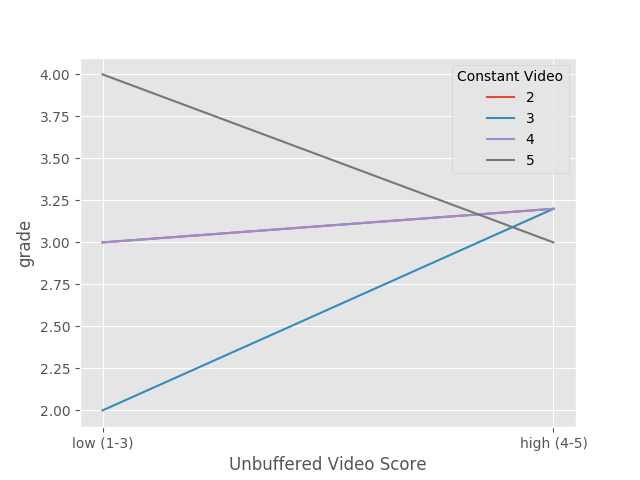 4.00
3.75
3.50
3.25
3.00
2.75
2.50
2.25
2.00
grade
Constant Video
2
3
4
5
low (1-3)
high (4-5)
Unbuffered Video Score